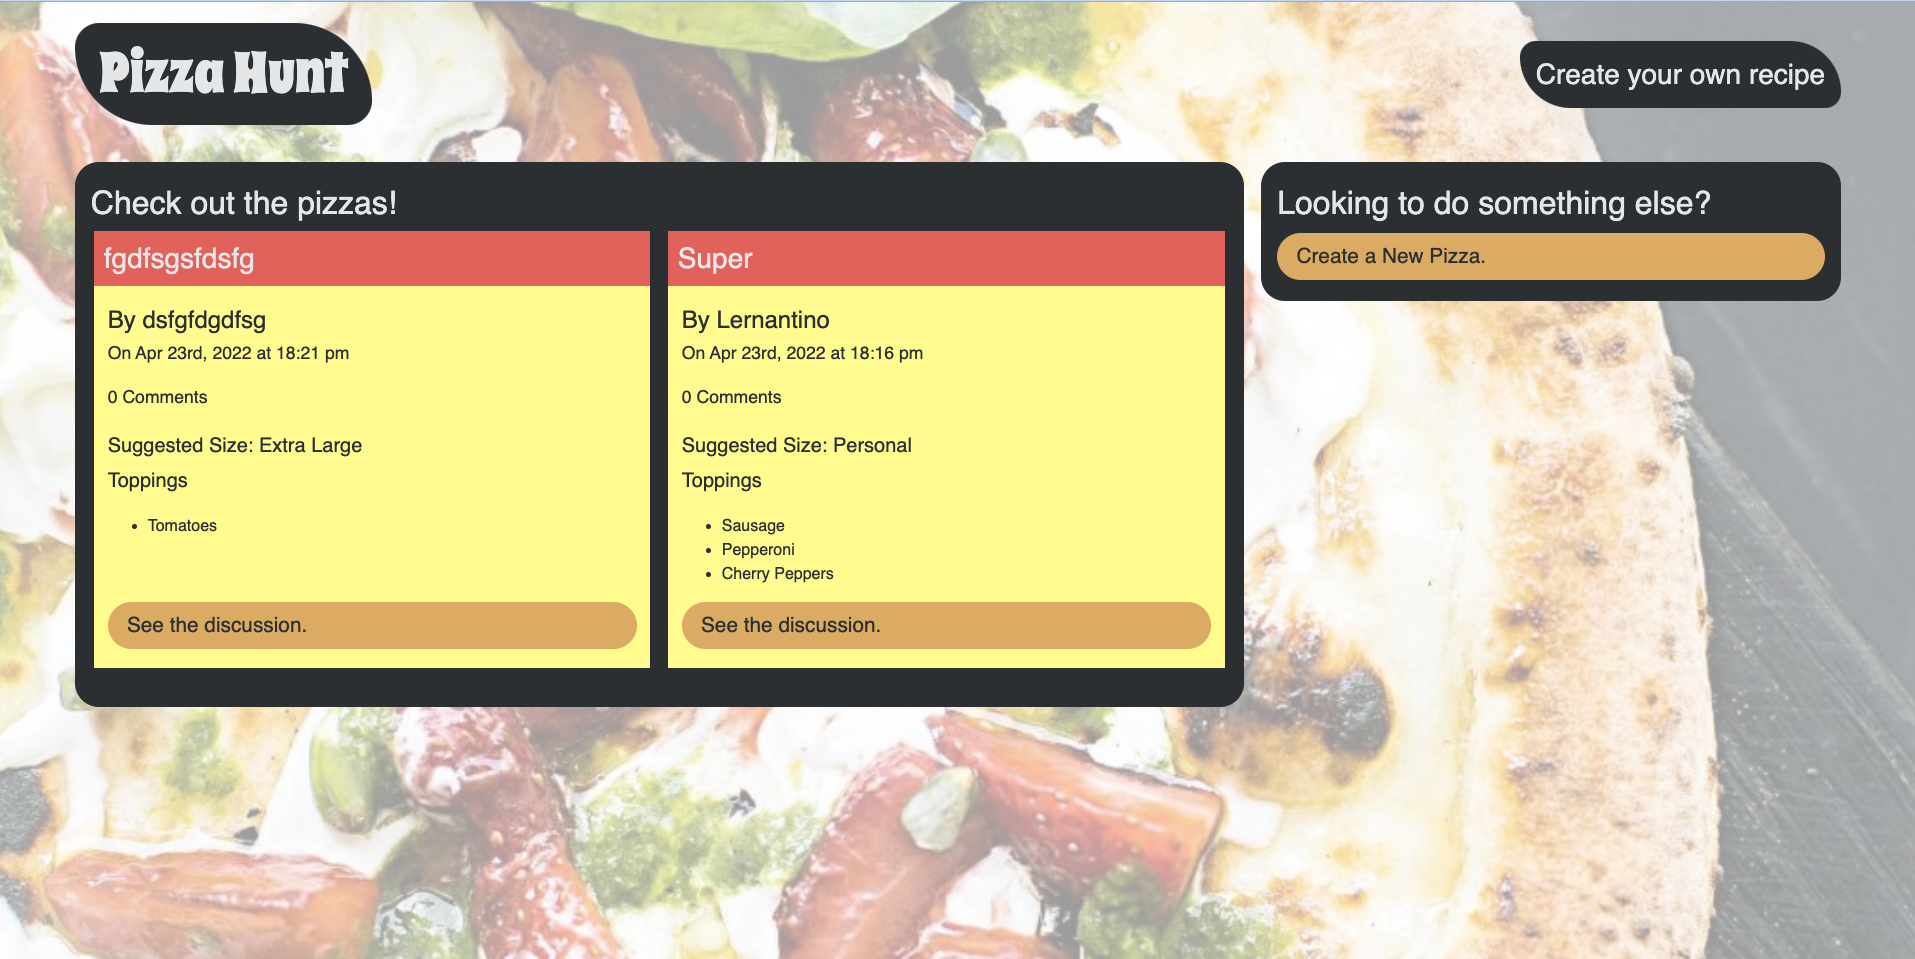 Pizza Hunt
Create your own recipe
Check out the pizzas!
fgdfsgsfdsfg
By dsfgfdgdfsg
On Apr 23rd, 2022 at 18:21 pm
0 Comments
Suggested Size: Extra Large
Toppings
Tomatoes
See the discussion.
Super
By Lernantino
On Apr 23rd, 2022 at 18:16 pm
0 Comments
Suggested Size: Personal
Toppings
Sausage
Pepperoni
Cherry Peppers
See the discussion.
Looking to do something else?
Create a New Pizza.